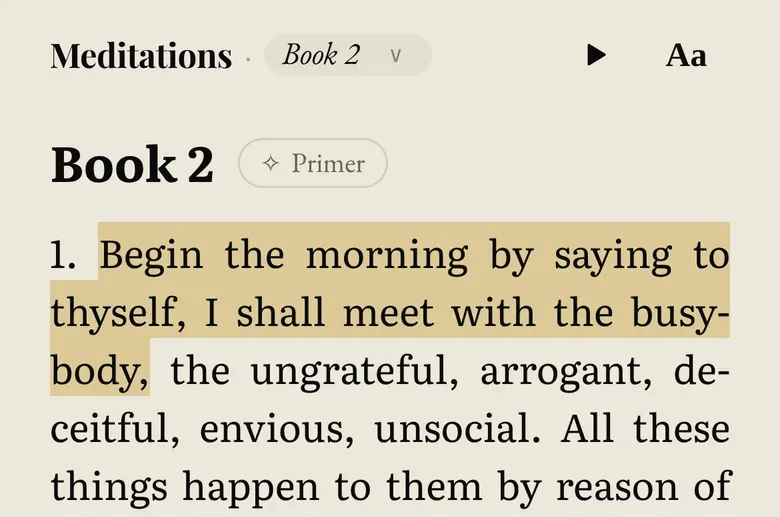 Meditations · Book 2 ∨ ▶ Aa
Book 2 ✧ Primer
1. Begin the morning by saying to
thyself, I shall meet with the busy-
body, the ungrateful, arrogant, de-
ceitful, envious, unsocial. All these
things happen to them by reason of